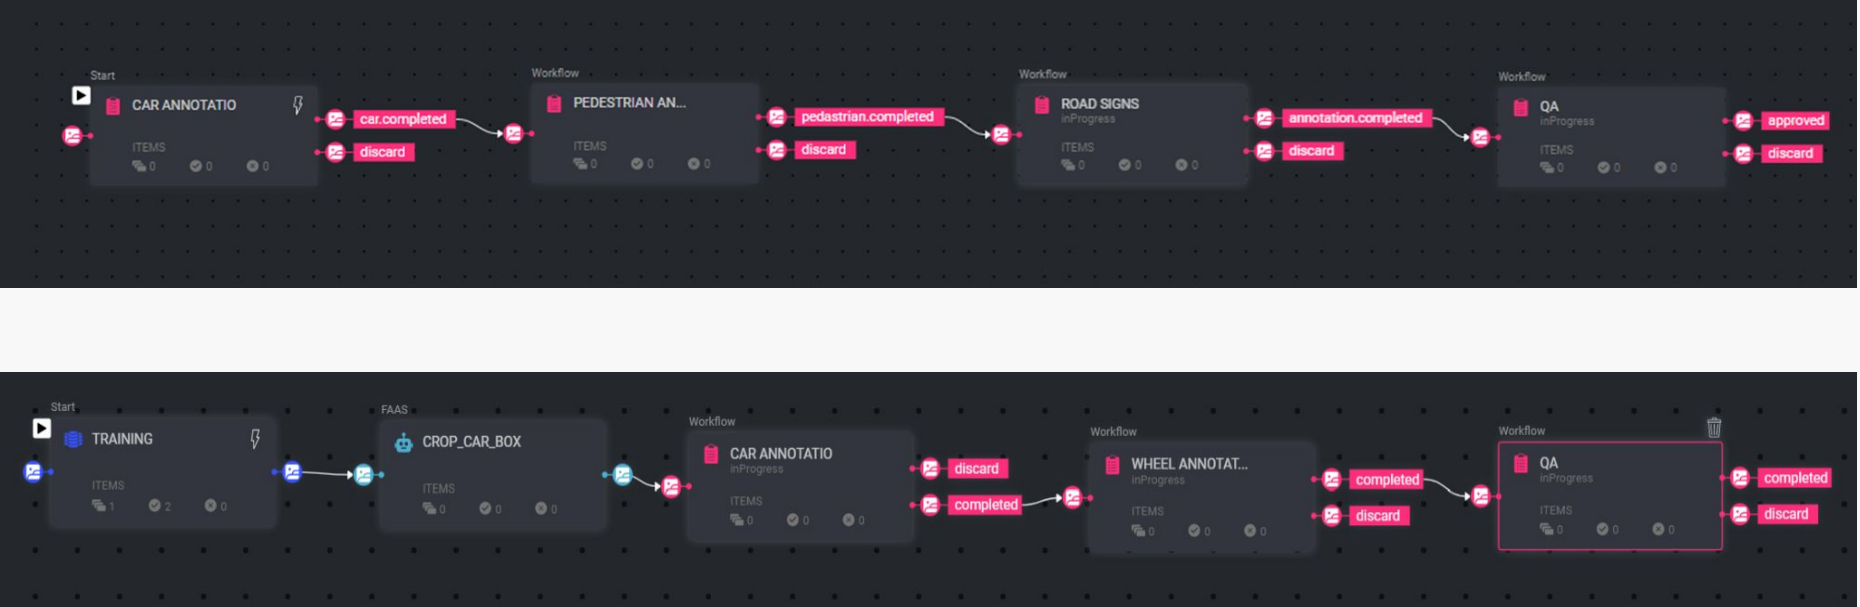 Start
CAR ANNOTATIO
ITEMS
0 0 0
car.completed
discard
Workflow
PEDESTRIAN AN...
ITEMS
0 0 0
pedastrian.completed
discard
Workflow
ROAD SIGNS
inProgress
ITEMS
0 0 0
annotation.completed
discard
Workflow
QA
inProgress
ITEMS
0 0 0
approved
discard
Start
TRAINING
ITEMS
1 2 0
FAAS
CROP_CAR_BOX
ITEMS
0 0 0
Workflow
CAR ANNOTATIO
inProgress
ITEMS
0 0 0
discard
completed
Workflow
WHEEL ANNOTAT...
inProgress
ITEMS
0 0 0
completed
discard
Workflow
QA
inProgress
ITEMS
0 0 0
completed
discard